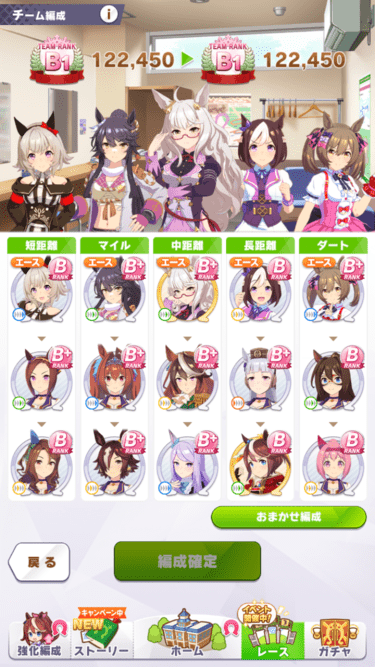 チーム編成
i
TEAM RANK
B1
122,450
TEAM RANK
B1
122,450
短距離
マイル
中距離
長距離
ダート
エース B RANK
エース B+ RANK
エース B+ RANK
エース B RANK
エース B+ RANK
B+ RANK
B+ RANK
B+ RANK
B+ RANK
B+ RANK
B RANK
B+ RANK
B+ RANK
B RANK
B RANK
おまかせ編成
戻る
編成確定
強化編成
キャンペーン中
NEW
ストーリー
ホーム
イベント開催中!
レース
ガチャ